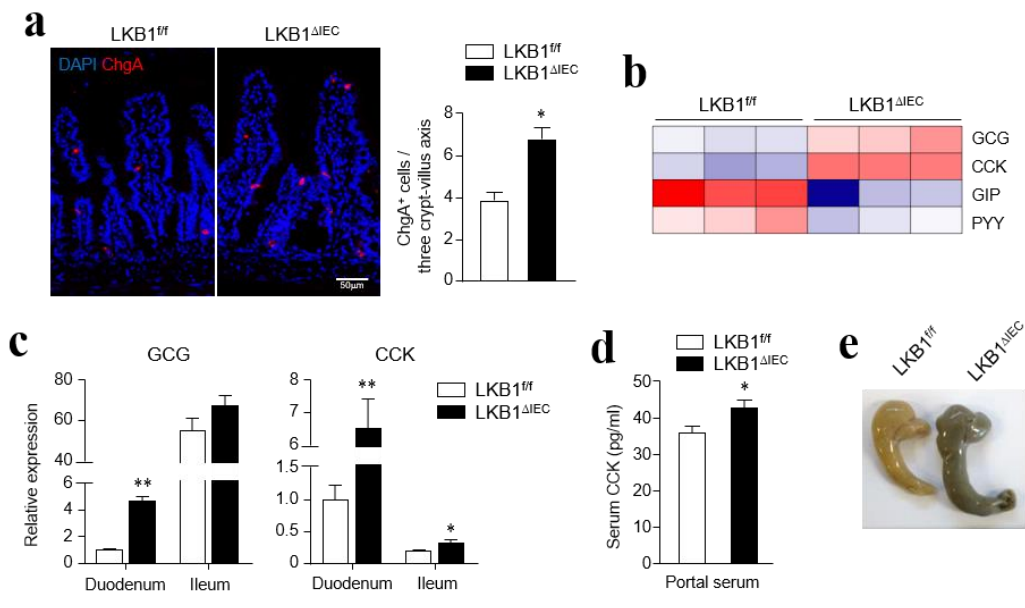 a
LKB1f/f
LKB1ΔIEC
DAPI ChgA
50µm
LKB1f/f
LKB1ΔIEC
ChgA+ cells /
three crypt-villus axis
8
6
4
2
0
*
b
LKB1f/f
LKB1ΔIEC
GCG
CCK
GIP
PYY
c
GCG
Relative expression
80
60
40
6
4
2
0
**
Duodenum
Ileum
CCK
8
7
6
1.5
1.0
0.5
0
**
*
Duodenum
Ileum
LKB1f/f
LKB1ΔIEC
d
LKB1f/f
LKB1ΔIEC
Serum CCK (pg/ml)
50
40
30
20
10
0
*
Portal serum
e
LKB1f/f
LKB1ΔIEC